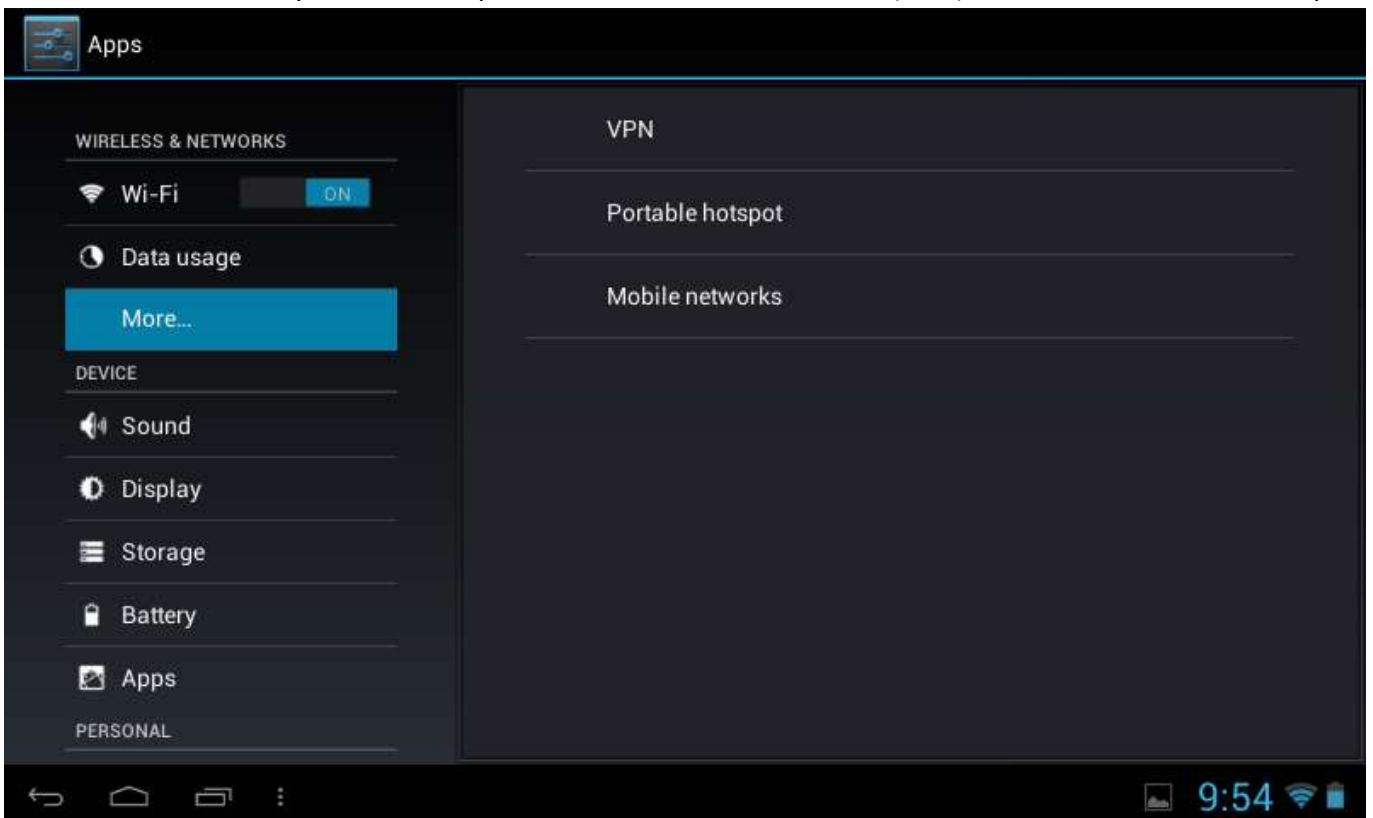 Apps
WIRELESS & NETWORKS
Wi-Fi ON
Data usage
More...
DEVICE
Sound
Display
Storage
Battery
Apps
PERSONAL
VPN
Portable hotspot
Mobile networks
9:54